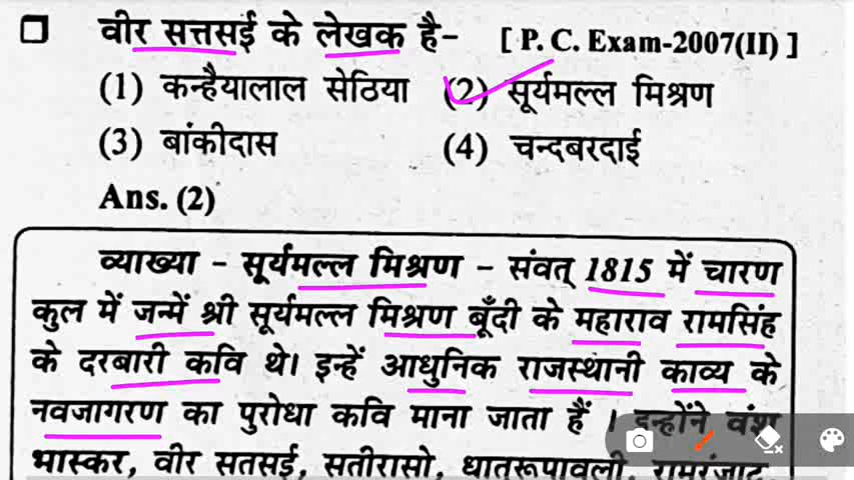 वीर सत्तसई के लेखक है– [ P. C. Exam-2007(II) ]
(1) कन्हैयालाल सेठिया (2) सूर्यमल्ल मिश्रण
(3) बांकीदास (4) चन्दबरदाई
Ans. (2)
व्याख्या – सूर्यमल्ल मिश्रण – संवत् 1815 में चारण
कुल में जन्में श्री सूर्यमल्ल मिश्रण बूँदी के महाराव रामसिंह
के दरबारी कवि थे। इन्हें आधुनिक राजस्थानी काव्य के
नवजागरण का पुरोधा कवि माना जाता हैं । इन्होंने वंश
भास्कर, वीर सतसई, सतीरासो, धातुरूपावली,